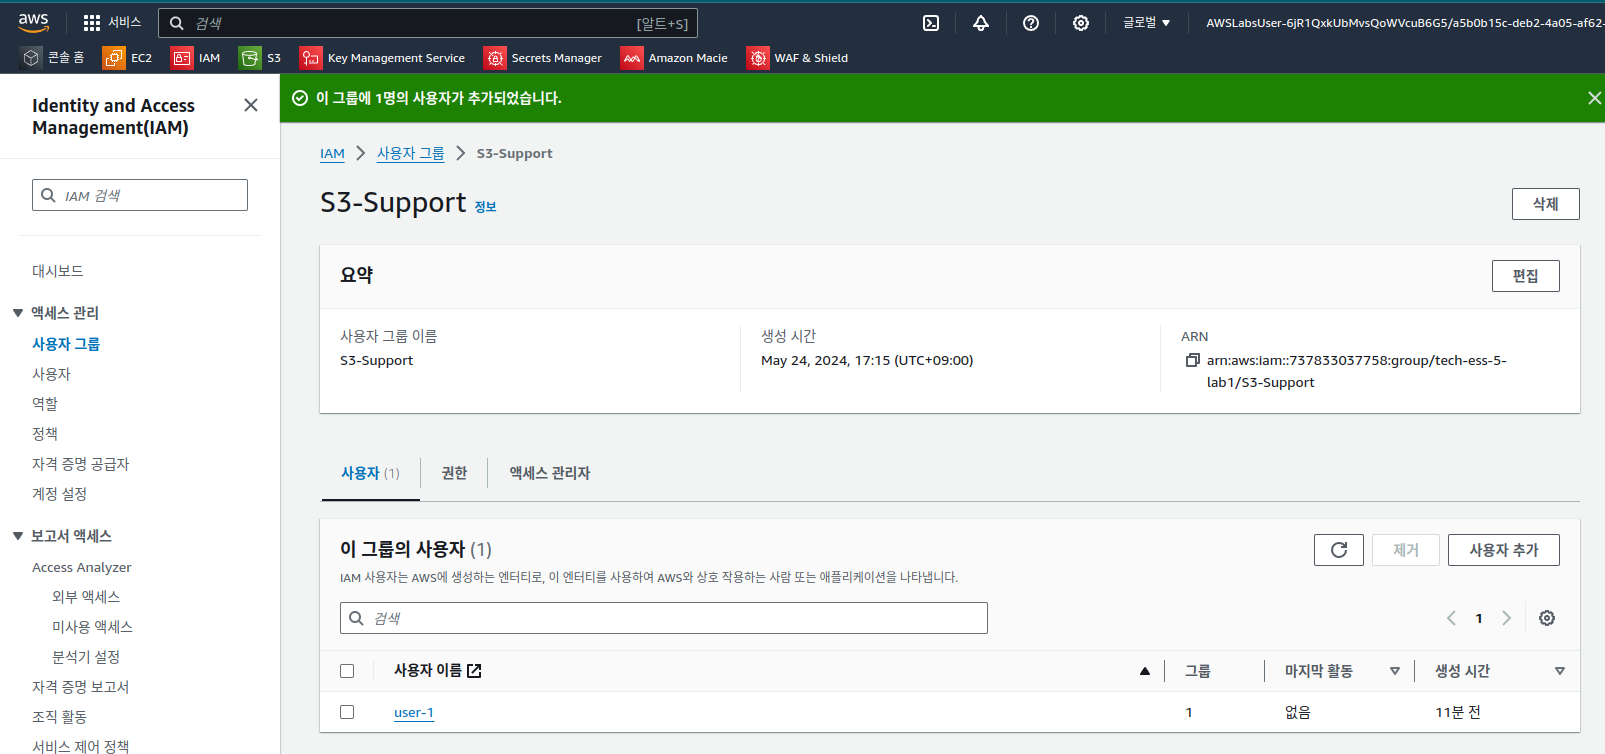 aws
서비스
검색
[알트+S]
글로벌 ▼
AWSLabsUser-6jR1QxkUbMvsQoWVcuB6G5/a5b0b15c-deb2-4a05-af62-
콘솔 홈
EC2
IAM
S3
Key Management Service
Secrets Manager
Amazon Macie
WAF & Shield
Identity and Access
Management(IAM)
IAM 검색
대시보드
액세스 관리
사용자 그룹
사용자
역할
정책
자격 증명 공급자
계정 설정
보고서 액세스
Access Analyzer
외부 액세스
미사용 액세스
분석기 설정
자격 증명 보고서
조직 활동
서비스 제어 정책
이 그룹에 1명의 사용자가 추가되었습니다.
IAM > 사용자 그룹 > S3-Support
S3-Support 정보
삭제
요약
편집
사용자 그룹 이름
S3-Support
생성 시간
May 24, 2024, 17:15 (UTC+09:00)
ARN
arn:aws:iam::737833037758:group/tech-ess-5-
lab1/S3-Support
사용자 (1)
권한
액세스 관리자
이 그룹의 사용자 (1)
제거
사용자 추가
IAM 사용자는 AWS에 생성하는 엔터티로, 이 엔터티를 사용하여 AWS와 상호 작용하는 사람 또는 애플리케이션을 나타냅니다.
검색
1
사용자 이름
그룹
마지막 활동
생성 시간
user-1
1
없음
11분 전